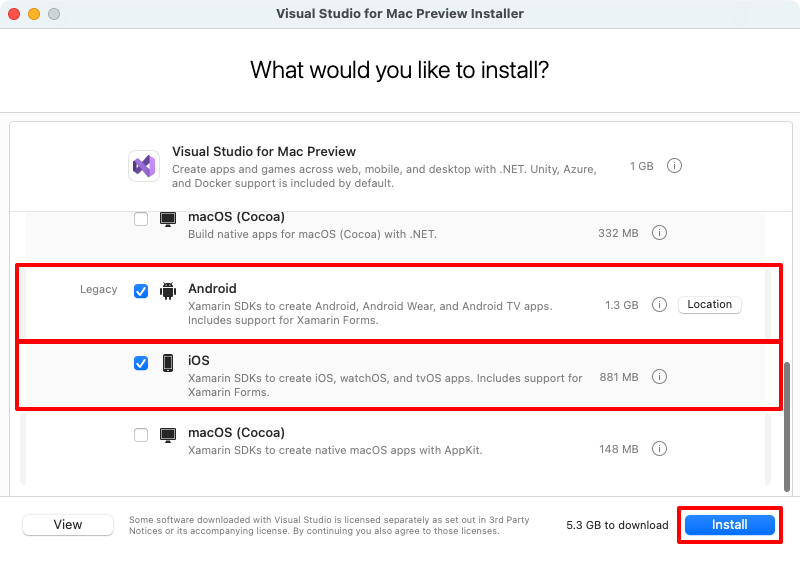 Visual Studio for Mac Preview Installer
What would you like to install?
Visual Studio for Mac Preview
Create apps and games across web, mobile, and desktop with .NET. Unity, Azure,
and Docker support is included by default.
1 GB
macOS (Cocoa)
Build native apps for macOS (Cocoa) with .NET.
332 MB
Legacy
Android
Xamarin SDKs to create Android, Android Wear, and Android TV apps.
Includes support for Xamarin Forms.
1.3 GB
Location
iOS
Xamarin SDKs to create iOS, watchOS, and tvOS apps. Includes support for
Xamarin Forms.
881 MB
macOS (Cocoa)
Xamarin SDKs to create native macOS apps with AppKit.
148 MB
View
Some software downloaded with Visual Studio is licensed separately as set out in 3rd Party
Notices or its accompanying license. By continuing you also agree to those licenses.
5.3 GB to download
Install